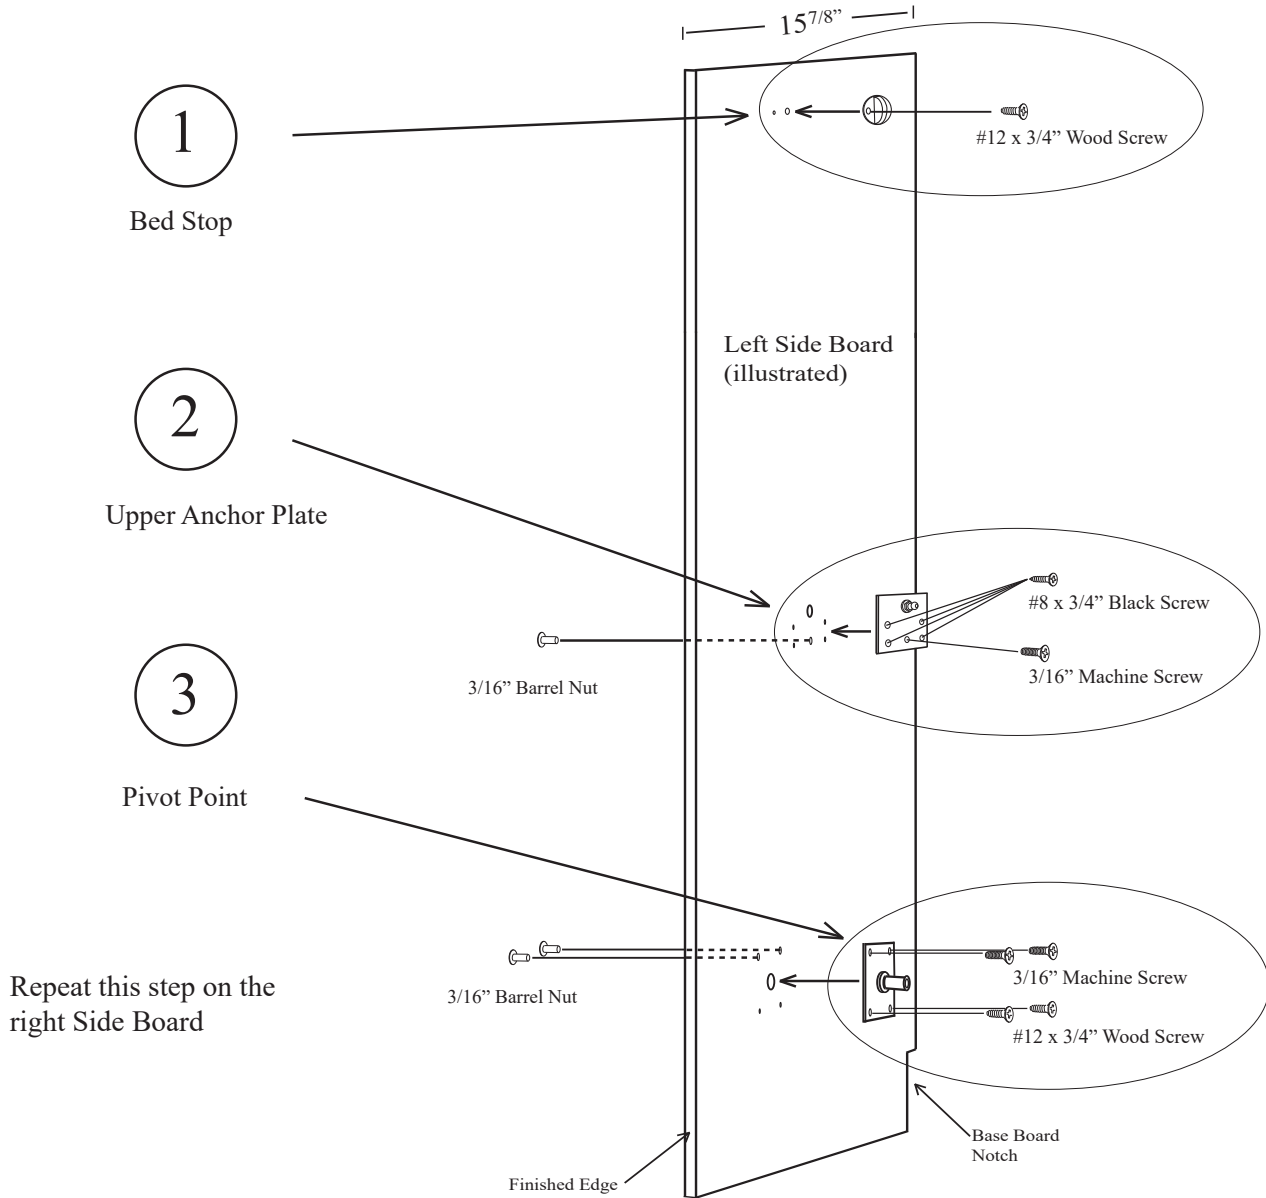 15 7/8”
1
#12 x 3/4” Wood Screw
Bed Stop
Left Side Board
(illustrated)
2
Upper Anchor Plate
#8 x 3/4” Black Screw
3/16” Machine Screw
3/16” Barrel Nut
3
Pivot Point
3/16” Machine Screw
3/16” Barrel Nut
#12 x 3/4” Wood Screw
Repeat this step on the
right Side Board
Base Board
Notch
Finished Edge